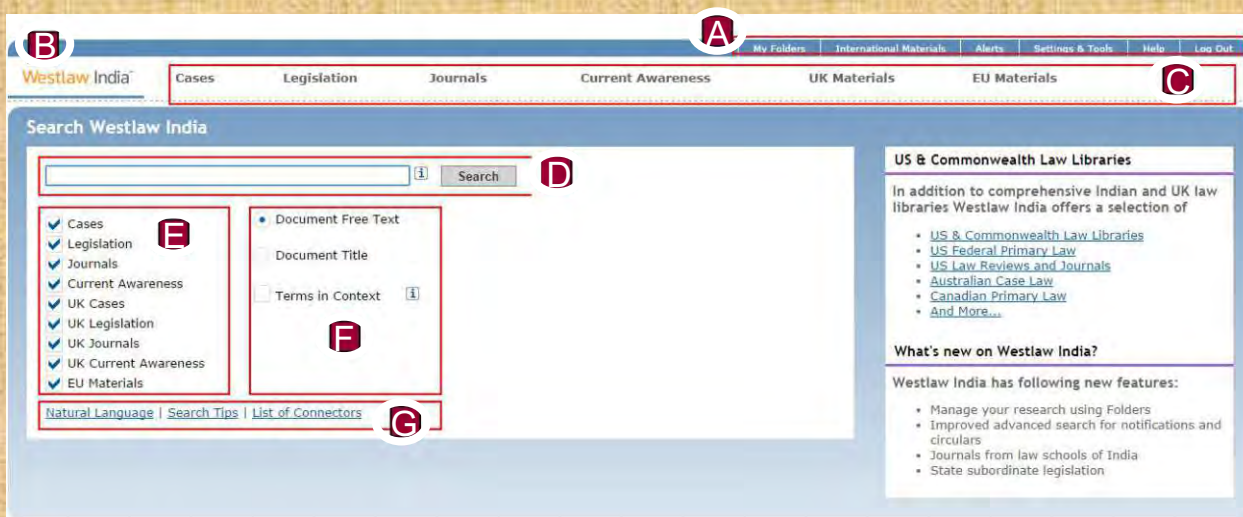 A
B
My Folders | International Materials | Alerts | Settings & Tools | Help | Log Out
Westlaw India Cases Legislation Journals Current Awareness UK Materials EU Materials
C
Search Westlaw India
i Search
D
Cases
Legislation
Journals
Current Awareness
UK Cases
UK Legislation
UK Journals
UK Current Awareness
EU Materials
E
Document Free Text
Document Title
Terms in Context i
F
Natural Language | Search Tips | List of Connectors
G
US & Commonwealth Law Libraries
In addition to comprehensive Indian and UK law
libraries Westlaw India offers a selection of
• US & Commonwealth Law Libraries
• US Federal Primary Law
• US Law Reviews and Journals
• Australian Case Law
• Canadian Primary Law
• And More...
What's new on Westlaw India?
Westlaw India has following new features:
• Manage your research using Folders
• Improved advanced search for notifications and
circulars
• Journals from law schools of India
• State subordinate legislation